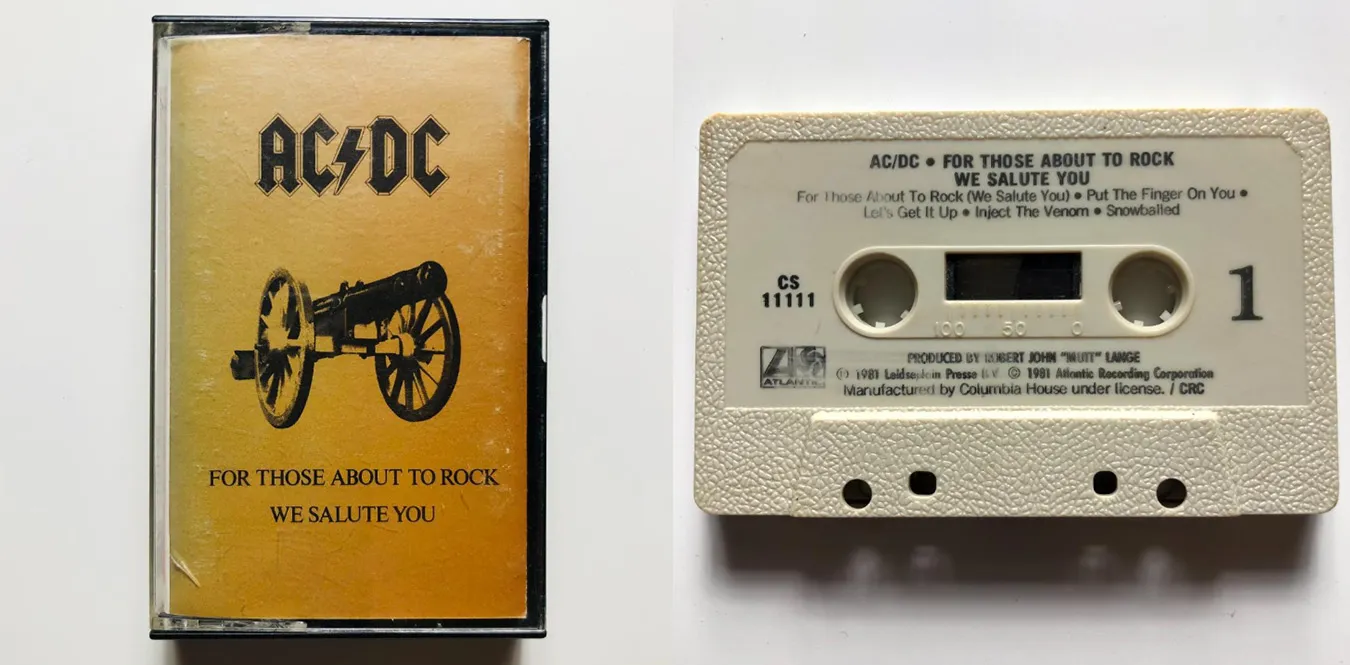 AC/DC
FOR THOSE ABOUT TO ROCK
WE SALUTE YOU
AC/DC • FOR THOSE ABOUT TO ROCK
WE SALUTE YOU
For Those About To Rock (We Salute You) • Put The Finger On You •
Let's Get It Up • Inject The Venom • Snowballed
CS
11111
1
100 50 0
ATLANTIC
PRODUCED BY ROBERT JOHN "MUTT" LANGE
Ⓟ 1981 Leidseplein Presse B.V. © 1981 Atlantic Recording Corporation
Manufactured by Columbia House under license. / CRC